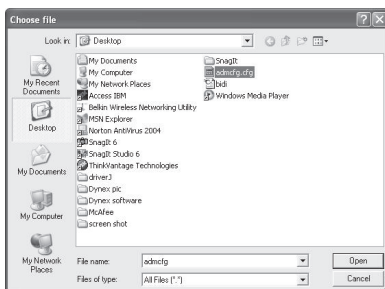 Choose file
Look in: Desktop
My Recent Documents
Desktop
My Documents
My Computer
My Network Places
My Documents
My Computer
My Network Places
Access IBM
Belkin Wireless Networking Utility
MSN Explorer
Norton AntiVirus 2004
SnagIt 6
SnagIt Studio 6
ThinkVantage Technologies
driverJ
Dynex pic
Dynex software
McAfee
screen shot
SnagIt
admcfg.cfg
bidi
Windows Media Player
File name: admcfg
Open
Files of type: All Files (*.*)
Cancel